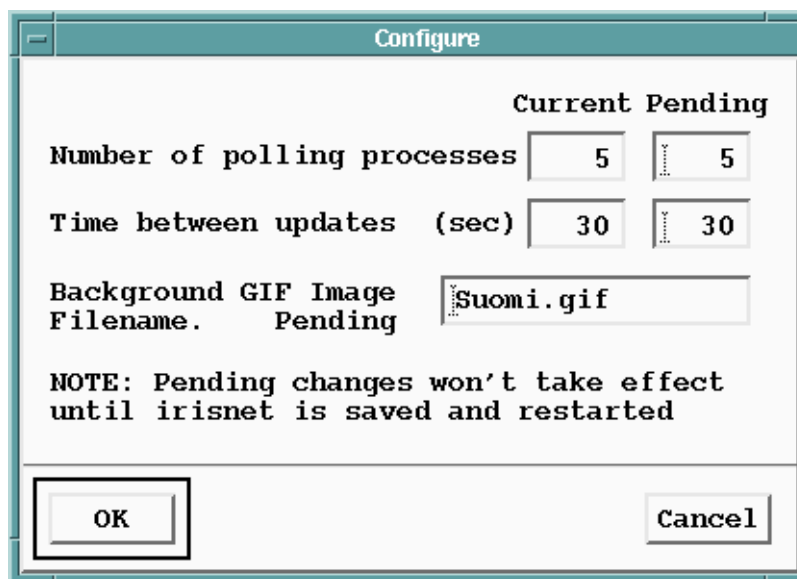 Configure
Current Pending
Number of polling processes 5 5
Time between updates (sec) 30 30
Background GIF Image
Filename. Pending Suomi.gif
NOTE: Pending changes won't take effect
until irisnet is saved and restarted
OK Cancel